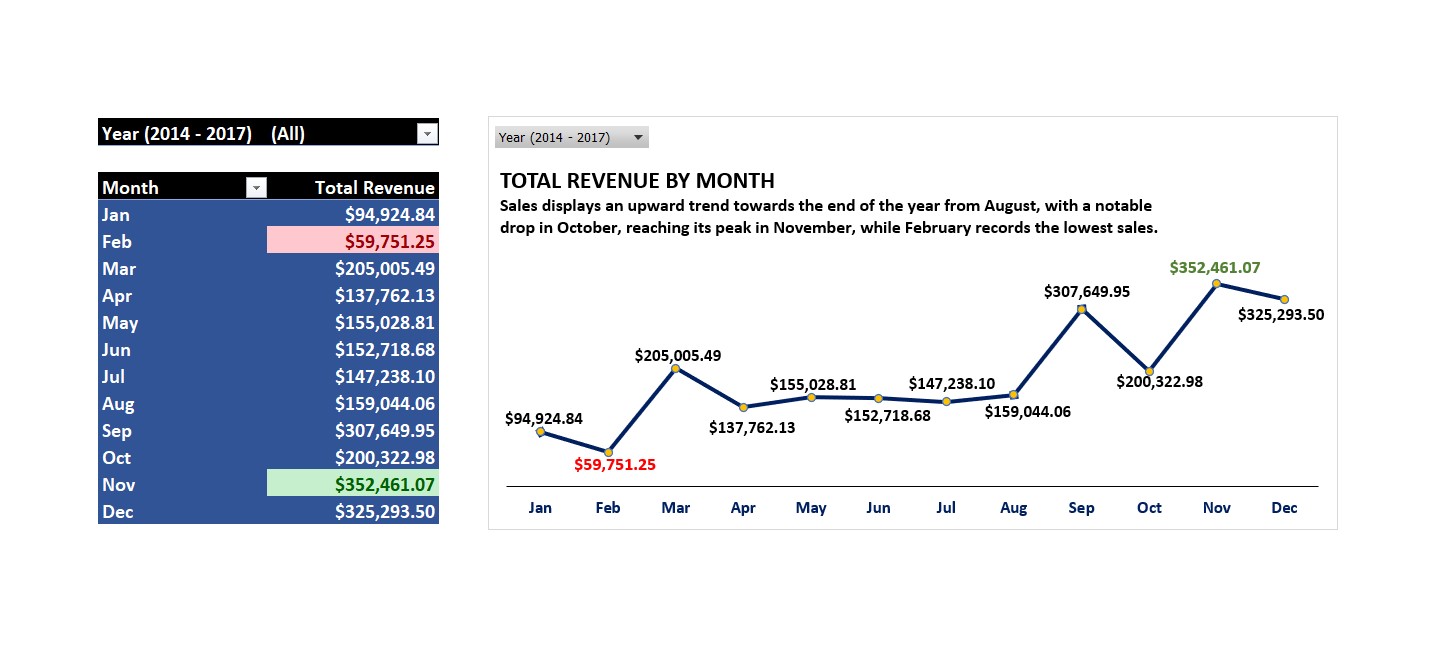 Year (2014 - 2017) (All)
Month Total Revenue
Jan $94,924.84
Feb $59,751.25
Mar $205,005.49
Apr $137,762.13
May $155,028.81
Jun $152,718.68
Jul $147,238.10
Aug $159,044.06
Sep $307,649.95
Oct $200,322.98
Nov $352,461.07
Dec $325,293.50
Year (2014 - 2017)
TOTAL REVENUE BY MONTH
Sales displays an upward trend towards the end of the year from August, with a notable
drop in October, reaching its peak in November, while February records the lowest sales.
$94,924.84
$59,751.25
$205,005.49
$137,762.13
$155,028.81
$152,718.68
$147,238.10
$159,044.06
$307,649.95
$200,322.98
$352,461.07
$325,293.50
Jan Feb Mar Apr May Jun Jul Aug Sep Oct Nov Dec